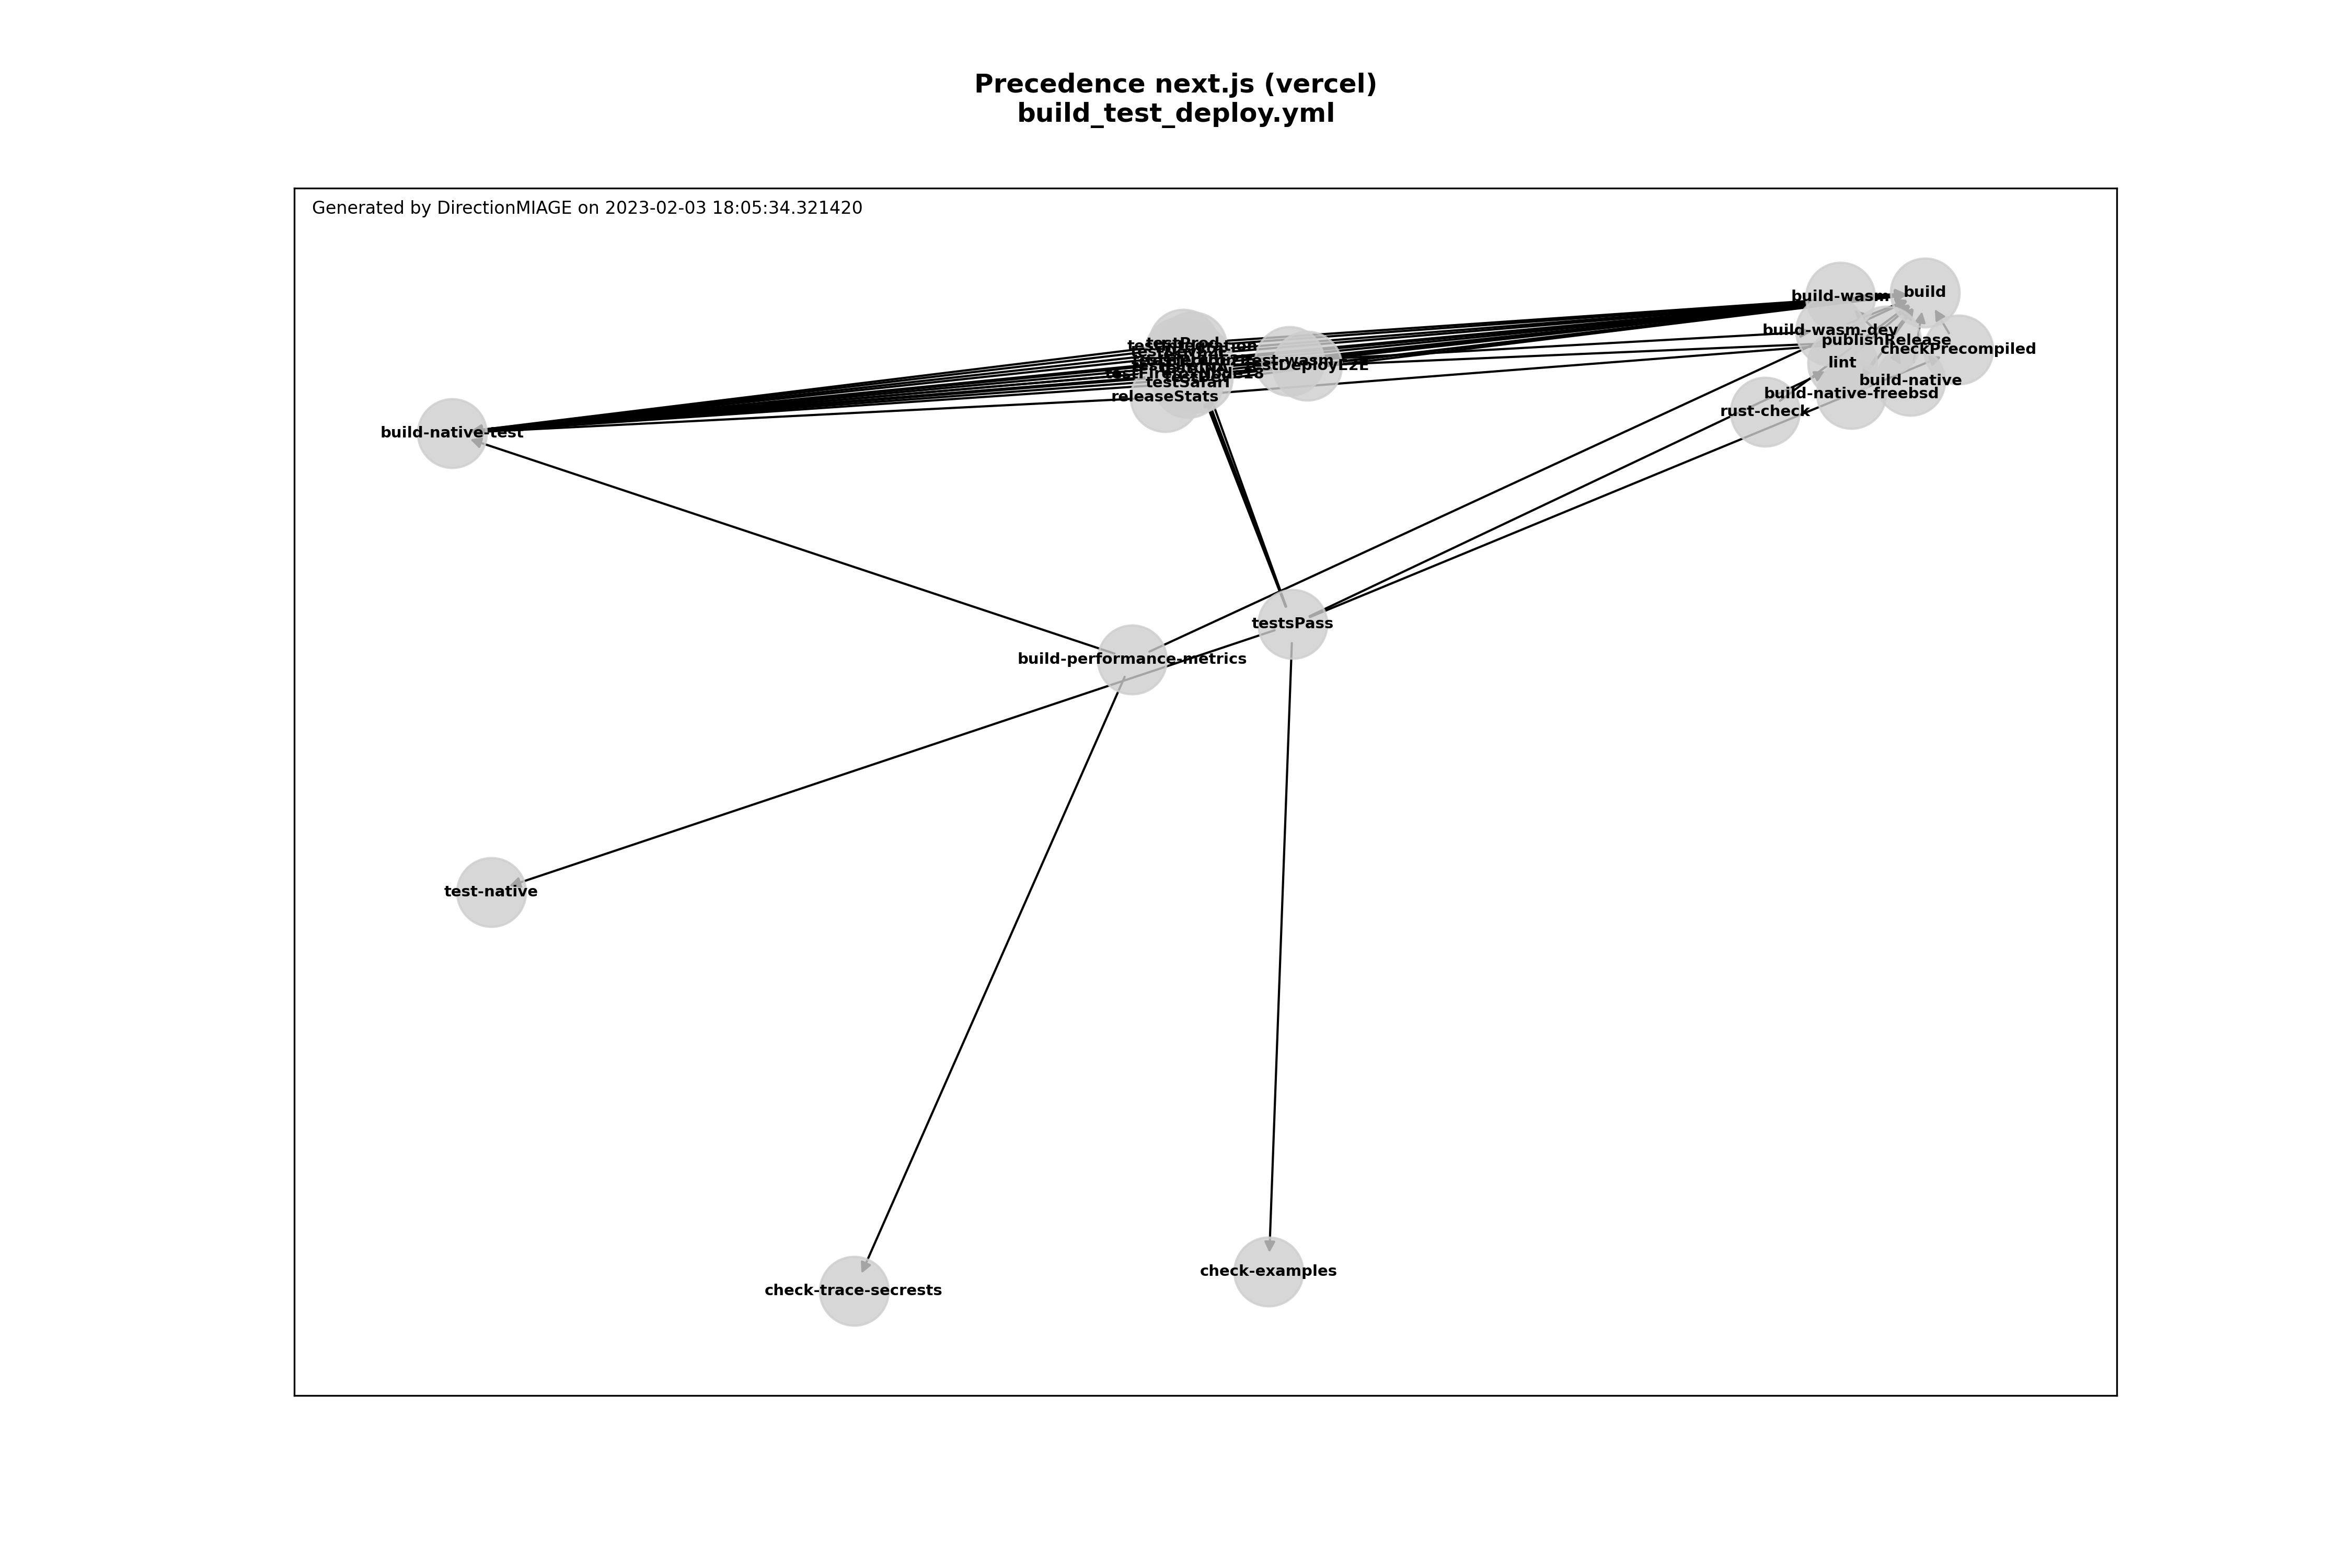 Precedence next.js (vercel)
build_test_deploy.yml
Generated by DirectionMIAGE on 2023-02-03 18:05:34.321420
build-wasm
build
build-wasm-dev
publishRelease
checkPrecompiled
lint
build-native
build-native-freebsd
rust-check
testProd
test-wasm
testDeployE2E
testSafari
releaseStats
build-native-test
testsPass
build-performance-metrics
test-native
check-trace-secrests
check-examples